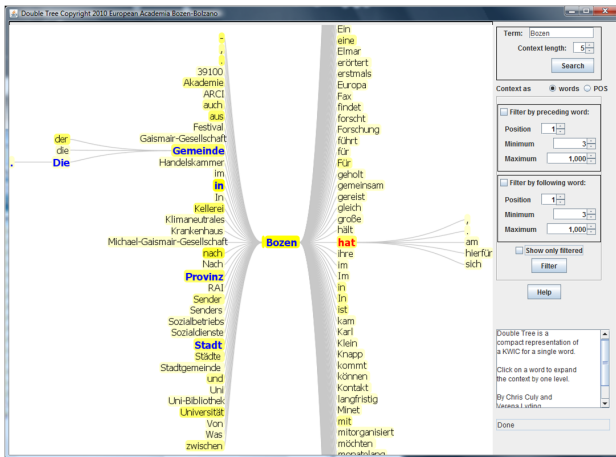 Double Tree Copyright 2010 European Academia Bozen-Bolzano
-
,
.
39100
Akademie
ARCI
auch
aus
Festival
Gaismair-Gesellschaft
Gemeinde
Handelskammer
im
in
In
Kellerei
Klimaneutrales
Krankenhaus
Michael-Gaismair-Gesellschaft
nach
Nach
Provinz
RAI
Sender
Senders
Sozialbetriebs
Sozialdienste
Stadt
Städte
Stadtgemeinde
und
Uni
Uni-Bibliothek
Universität
Von
Was
zwischen
der
die
Die
.
Bozen
Ein
eine
Elmar
erörtert
erstmals
Europa
Fax
findet
forscht
Forschung
führt
für
Für
geholt
gemeinsam
gereist
gleich
große
hält
hat
ihre
im
Im
in
In
ist
kam
Karl
Klein
Knapp
kommt
können
Kontakt
langfristig
Minet
mit
mitorganisiert
möchten
monatelang
,
.
am
hierfür
sich
Term: Bozen
Context length: 5
Search
Context as words POS
Filter by preceding word:
Position 1
Minimum 3
Maximum 1,000
Filter by following word:
Position 1
Minimum 3
Maximum 1,000
Show only filtered
Filter
Help
Double Tree is a
compact representation of
a KWIC for a single word.
Click on a word to expand
the context by one level.
By Chris Culy and
Verena Lyding
Done